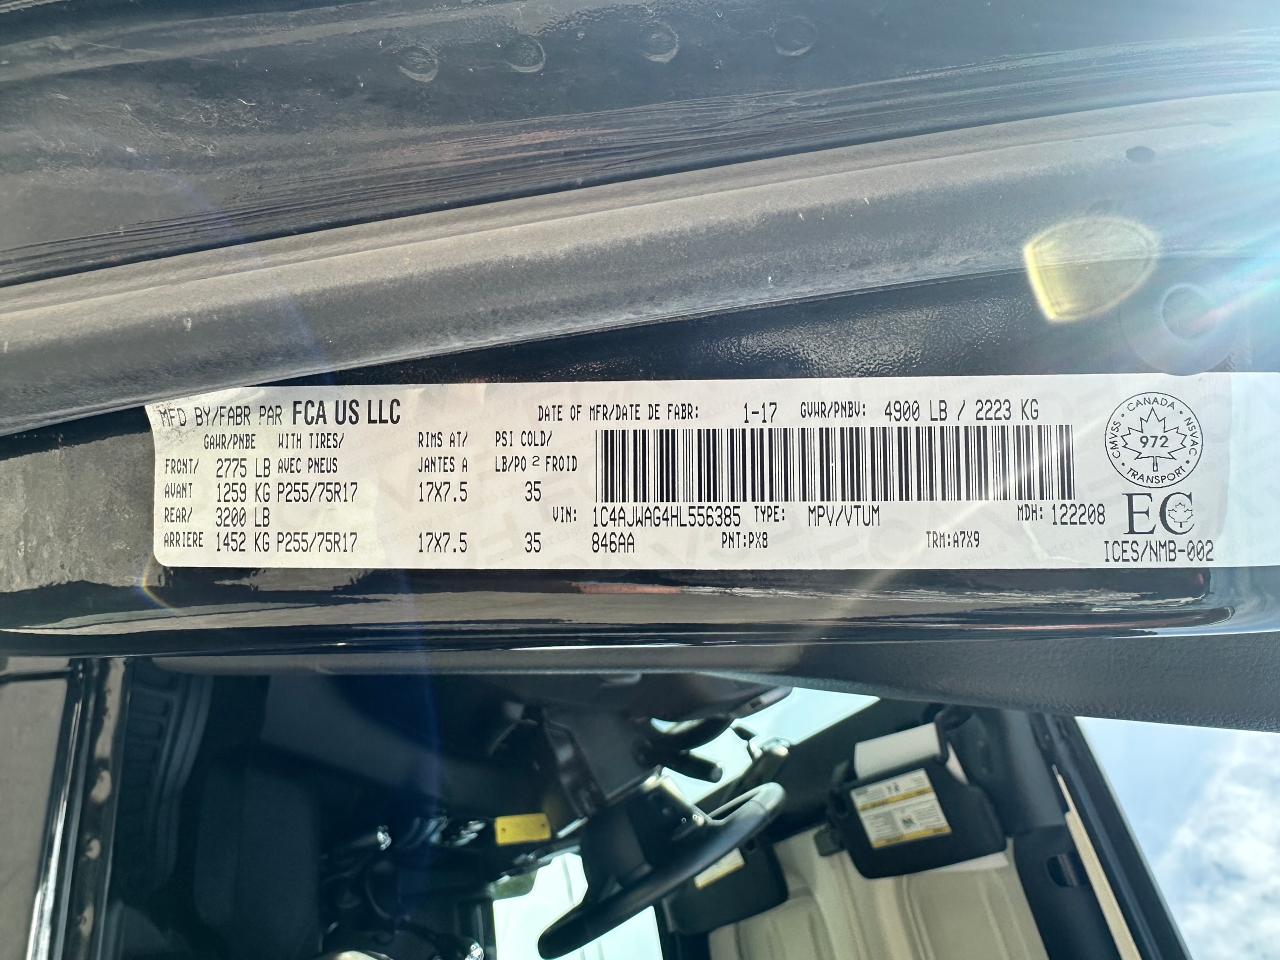 MFD BY/FABR PAR FCA US LLC DATE OF MFR/DATE DE FABR: 1-17 GVWR/PNBV: 4900 LB / 2223 KG
GAWR/PNBE WITH TIRES/ RIMS AT/ PSI COLD/
FRONT/ 2775 LB AVEC PNEUS JANTES A LB/PO 2 FROID
AVANT 1259 KG P255/75R17 17X7.5 35
REAR/ 3200 LB VIN: 1C4AJWAG4HL556385 TYPE: MPV/VTUM MDH: 122208
ARRIERE 1452 KG P255/75R17 17X7.5 35 846AA PNT:PX8 TRM:A7X9
CANADA
CMVSS 972 NSVAC
TRANSPORT
EC
ICES/NMB-002